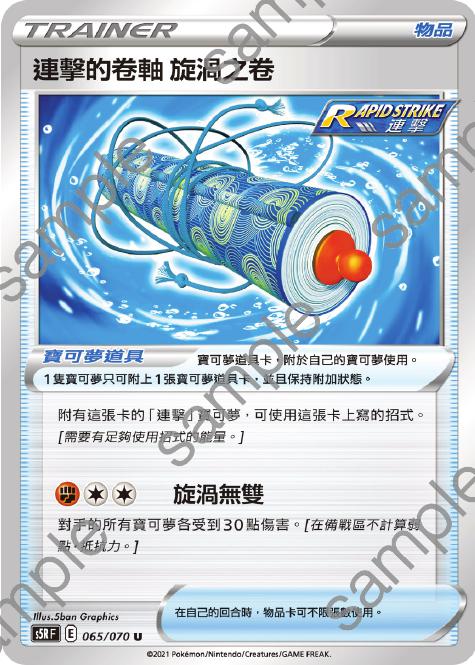 TRAINER 物品
連擊的卷軸 旋渦之卷
RAPID STRIKE
連擊
寶可夢道具 寶可夢道具卡,附於自己的寶可夢使用。
1隻寶可夢只可附上1張寶可夢道具卡,並且保持附加狀態。
附有這張卡的「連擊」寶可夢,可使用這張卡上寫的招式。
[需要有足夠使用招式的能量。]
旋渦無雙
對手的所有寶可夢各受到30點傷害。[在備戰區不計算弱
點・抵抗力。]
Illus.5ban Graphics
s5R F E 065/070 U
在自己的回合時,物品卡可不限張數使用。
©2021 Pokémon/Nintendo/Creatures/GAME FREAK.
sample
sample
sample
sample
sample
sample
sample